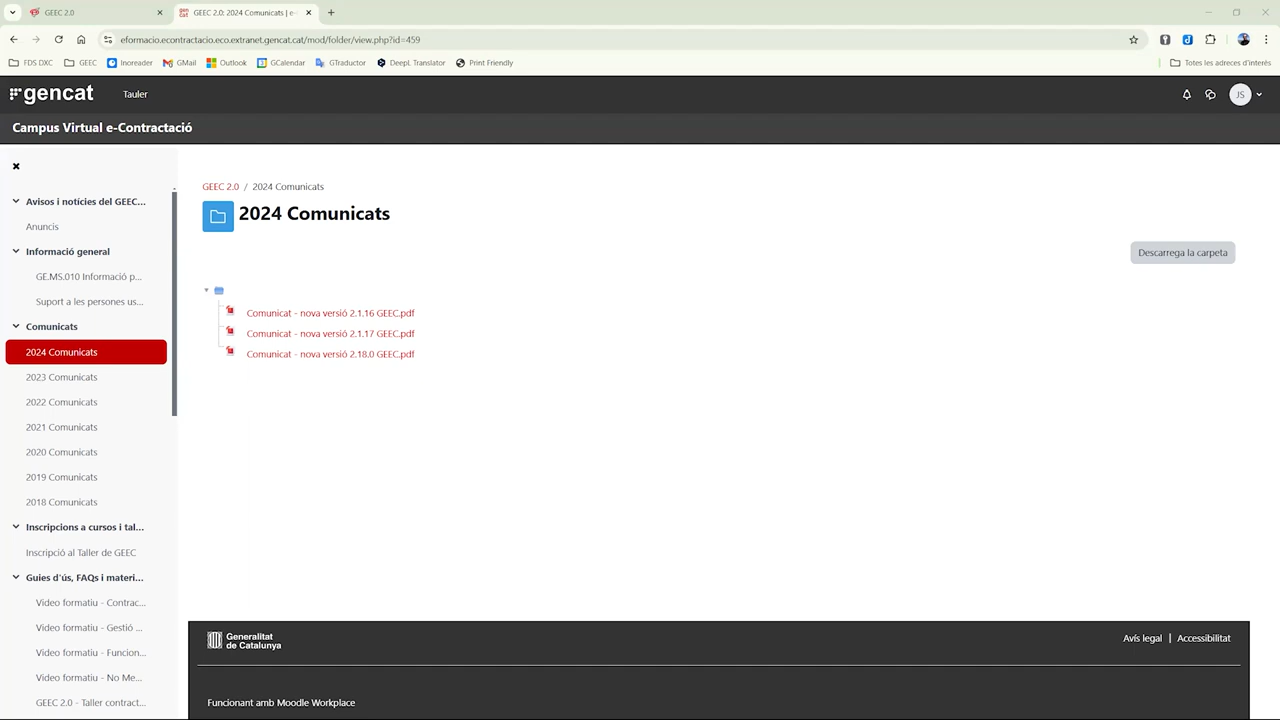 GEEC 2.0
GEEC 2.0: 2024 Comunicats | e-
eformacio.econtractacio.eco.extranet.gencat.cat/mod/folder/view.php?id=459
FDS DXC GEEC Inoreader GMail Outlook GCalendar GTraductor Deepl. Translator Print Friendly Totes les adreces d'interès
gencat Tauler JS
Campus Virtual e-Contractació
Avisos i notícies del GEEC...
Anuncis
Informació general
GE.MS.010 Informació p...
Suport a les persones us...
Comunicats
2024 Comunicats
2023 Comunicats
2022 Comunicats
2021 Comunicats
2020 Comunicats
2019 Comunicats
2018 Comunicats
Inscripcions a cursos i tal...
Inscripció al Taller de GEEC
Guies d'ús, FAQs i materi...
Video formatiu - Contrac...
Video formatiu - Gestió ...
Video formatiu - Funcion...
Video formatiu - No Me...
GEEC 2.0 - Taller contract...
GEEC 2.0 / 2024 Comunicats
2024 Comunicats
Descarrega la carpeta
Comunicat - nova versió 2.1.16 GEEC.pdf
Comunicat - nova versió 2.1.17 GEEC.pdf
Comunicat - nova versió 2.18.0 GEEC.pdf
Generalitat
de Catalunya
Avís legal | Accessibilitat
Funcionant amb Moodle Workplace